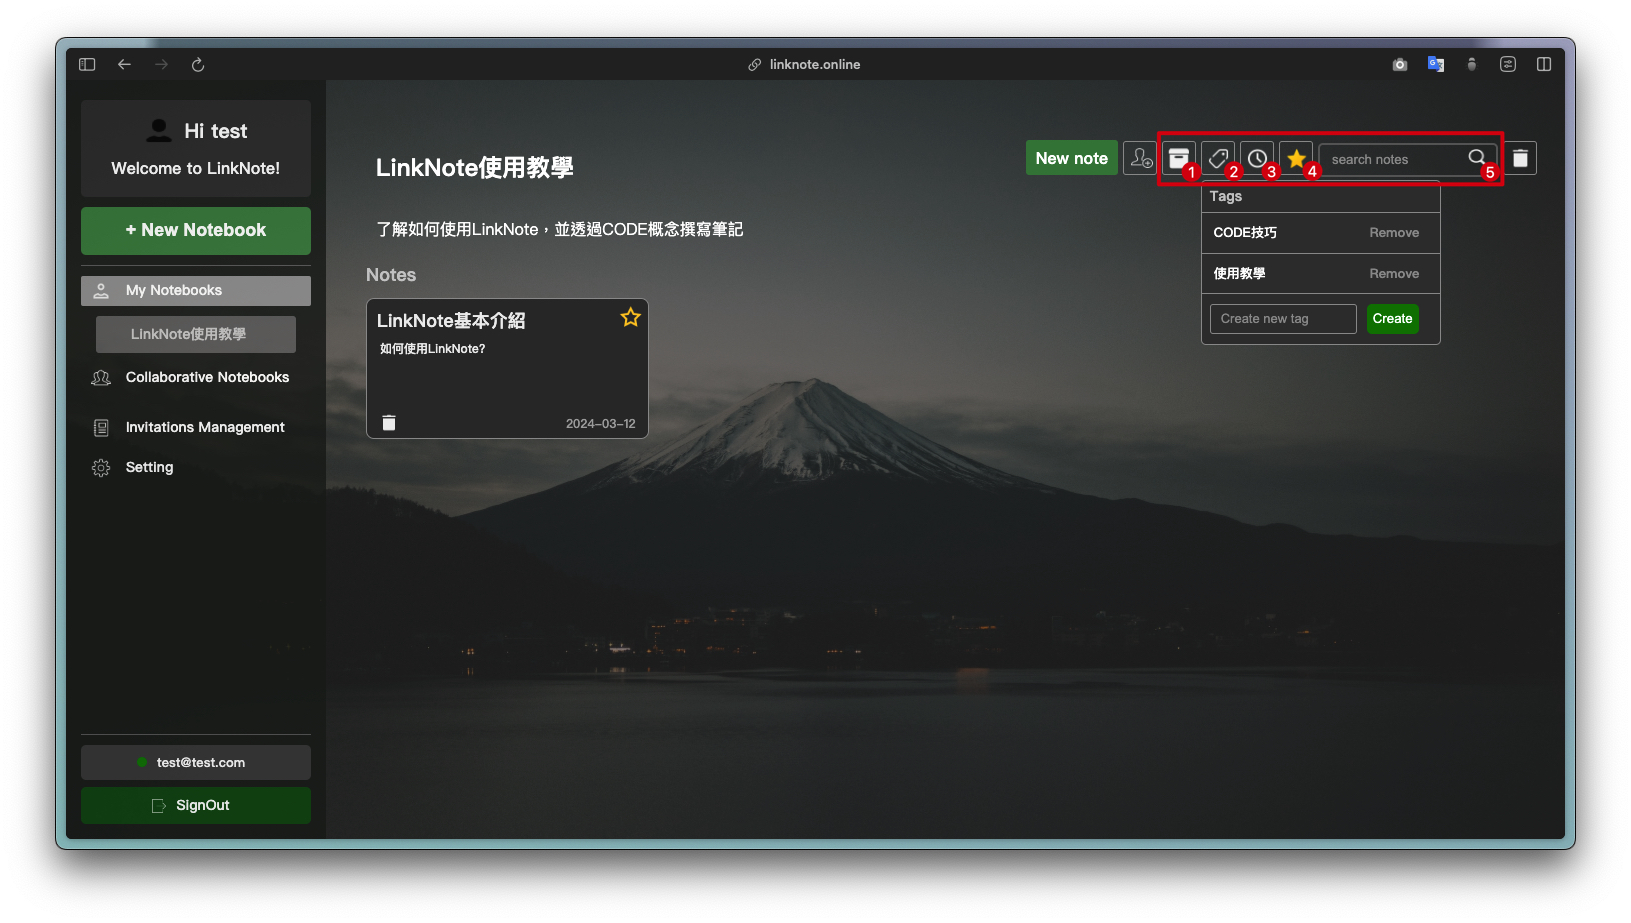 linknote.online
Hi test
Welcome to LinkNote!
+ New Notebook
My Notebooks
LinkNote使用教學
Collaborative Notebooks
Invitations Management
Setting
test@test.com
SignOut
LinkNote使用教學
New note
1
2
3
4
search notes
5
了解如何使用LinkNote，並透過CODE概念撰寫筆記
Notes
LinkNote基本介紹
如何使用LinkNote?
2024-03-12
Tags
CODE技巧 Remove
使用教學 Remove
Create new tag Create